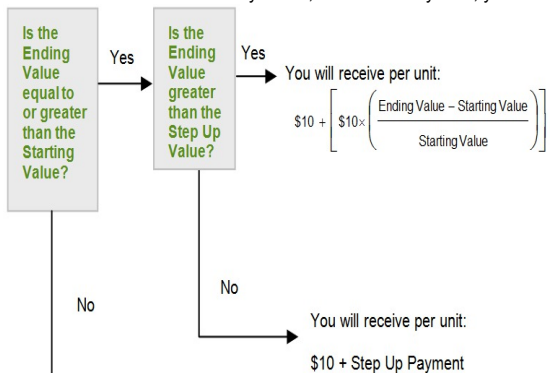 Is the
Ending
Value
equal to
or greater
than the
Starting
Value?
Yes
Is the
Ending
Value
greater
than the
Step Up
Value?
Yes
You will receive per unit:
$10 + [ $10× ( Ending Value – Starting Value
Starting Value ) ]
No
No
You will receive per unit:
$10 + Step Up Payment